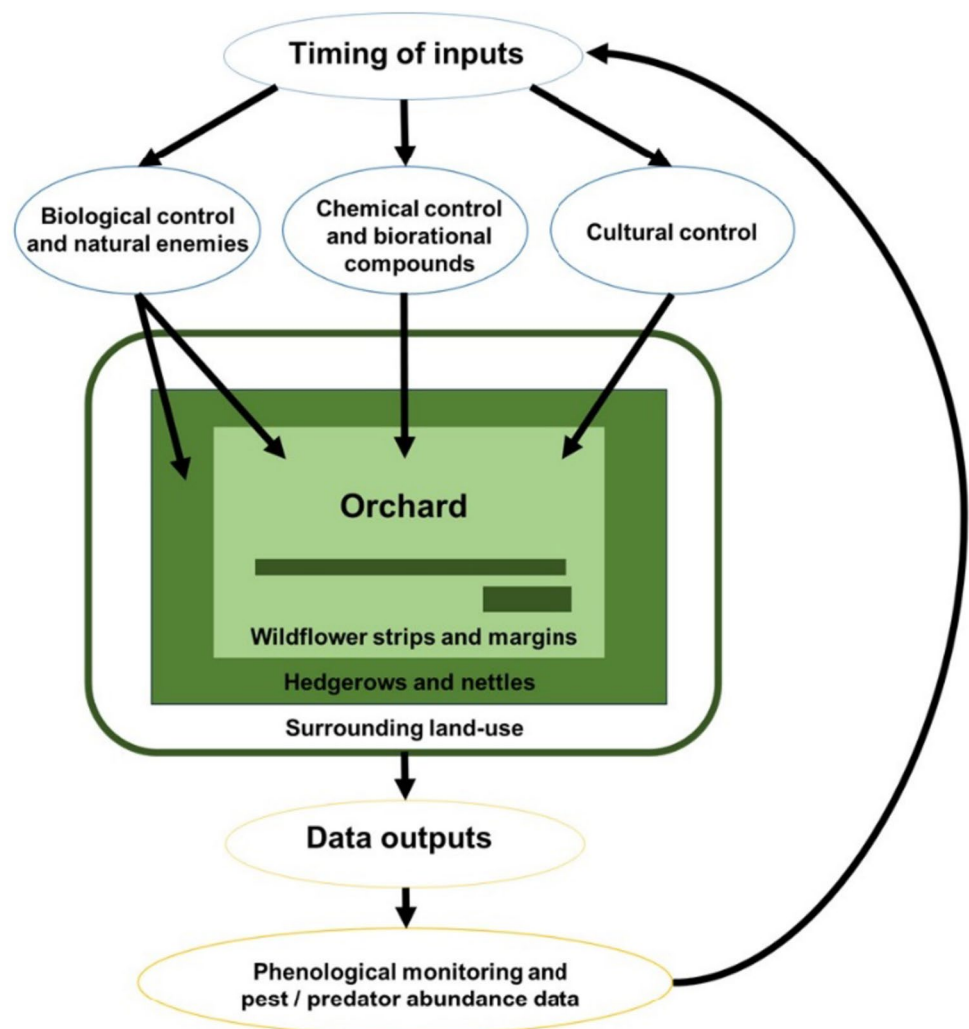 Timing of inputs
Biological control
and natural enemies
Chemical control
and biorational
compounds
Cultural control
Orchard
Wildflower strips and margins
Hedgerows and nettles
Surrounding land-use
Data outputs
Phenological monitoring and
pest / predator abundance data